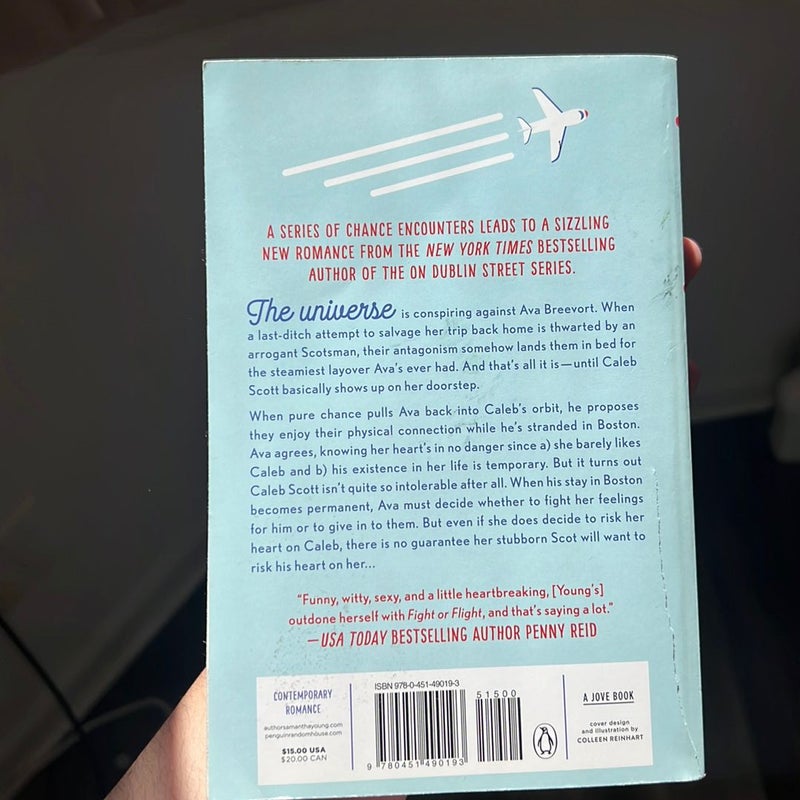 A SERIES OF CHANCE ENCOUNTERS LEADS TO A SIZZLING
NEW ROMANCE FROM THE NEW YORK TIMES BESTSELLING
AUTHOR OF THE ON DUBLIN STREET SERIES.
The universe is conspiring against Ava Breevort. When
a last-ditch attempt to salvage her trip back home is thwarted by an
arrogant Scotsman, their antagonism somehow lands them in bed for
the steamiest layover Ava's ever had. And that's all it is—until Caleb
Scott basically shows up on her doorstep.
When pure chance pulls Ava back into Caleb's orbit, he proposes
they enjoy their physical connection while he's stranded in Boston.
Ava agrees, knowing her heart's in no danger since a) she barely likes
Caleb and b) his existence in her life is temporary. But it turns out
Caleb Scott isn't quite so intolerable after all. When his stay in Boston
becomes permanent, Ava must decide whether to fight her feelings
for him or to give in to them. But even if she does decide to risk her
heart on Caleb, there is no guarantee her stubborn Scot will want to
risk his heart on her...
"Funny, witty, sexy, and a little heartbreaking, [Young's]
outdone herself with Fight or Flight, and that's saying a lot."
—USA TODAY BESTSELLING AUTHOR PENNY REID
CONTEMPORARY
ROMANCE
authorsamanthayoung.com
penguinrandomhouse.com
$15.00 USA
$20.00 CAN
ISBN 978-0-451-49019-3
51500
9 780451 490193
A JOVE BOOK
cover design
and illustration by
COLLEEN REINHART